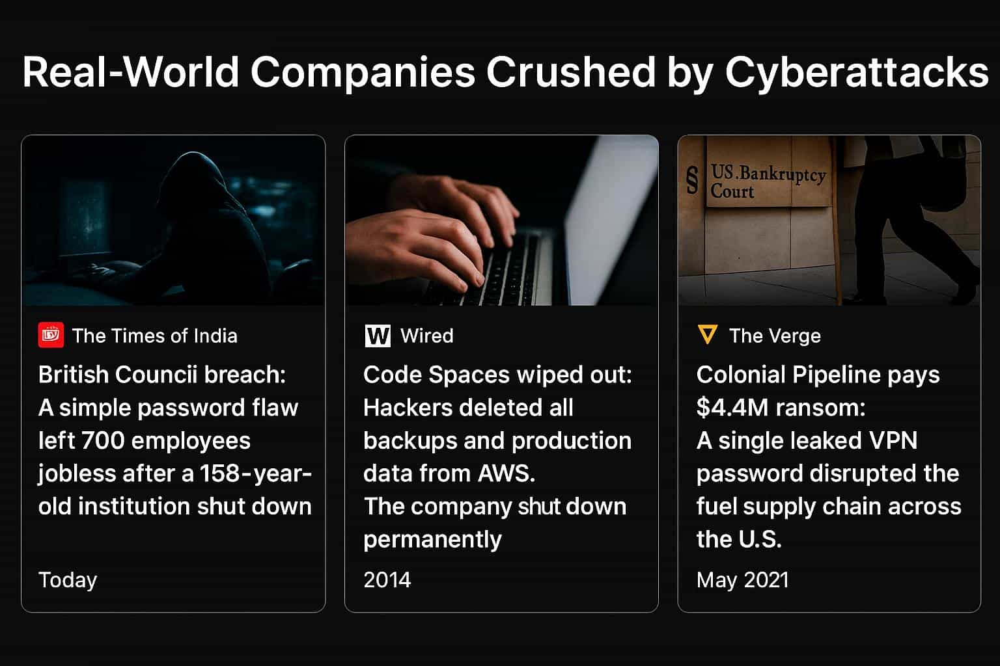 Real-World Companies Crushed by Cyberattacks
The Times of India
British Councii breach:
A simple password flaw
left 700 employees
jobless after a 158-year-
old institution shut down
Today
W Wired
Code Spaces wiped out:
Hackers deleted all
backups and production
data from AWS.
The company shut down
permanently
2014
§ US.Bankruptcy
Court
The Verge
Colonial Pipeline pays
$4.4M ransom:
A single leaked VPN
password disrupted the
fuel supply chain across
the U.S.
May 2021